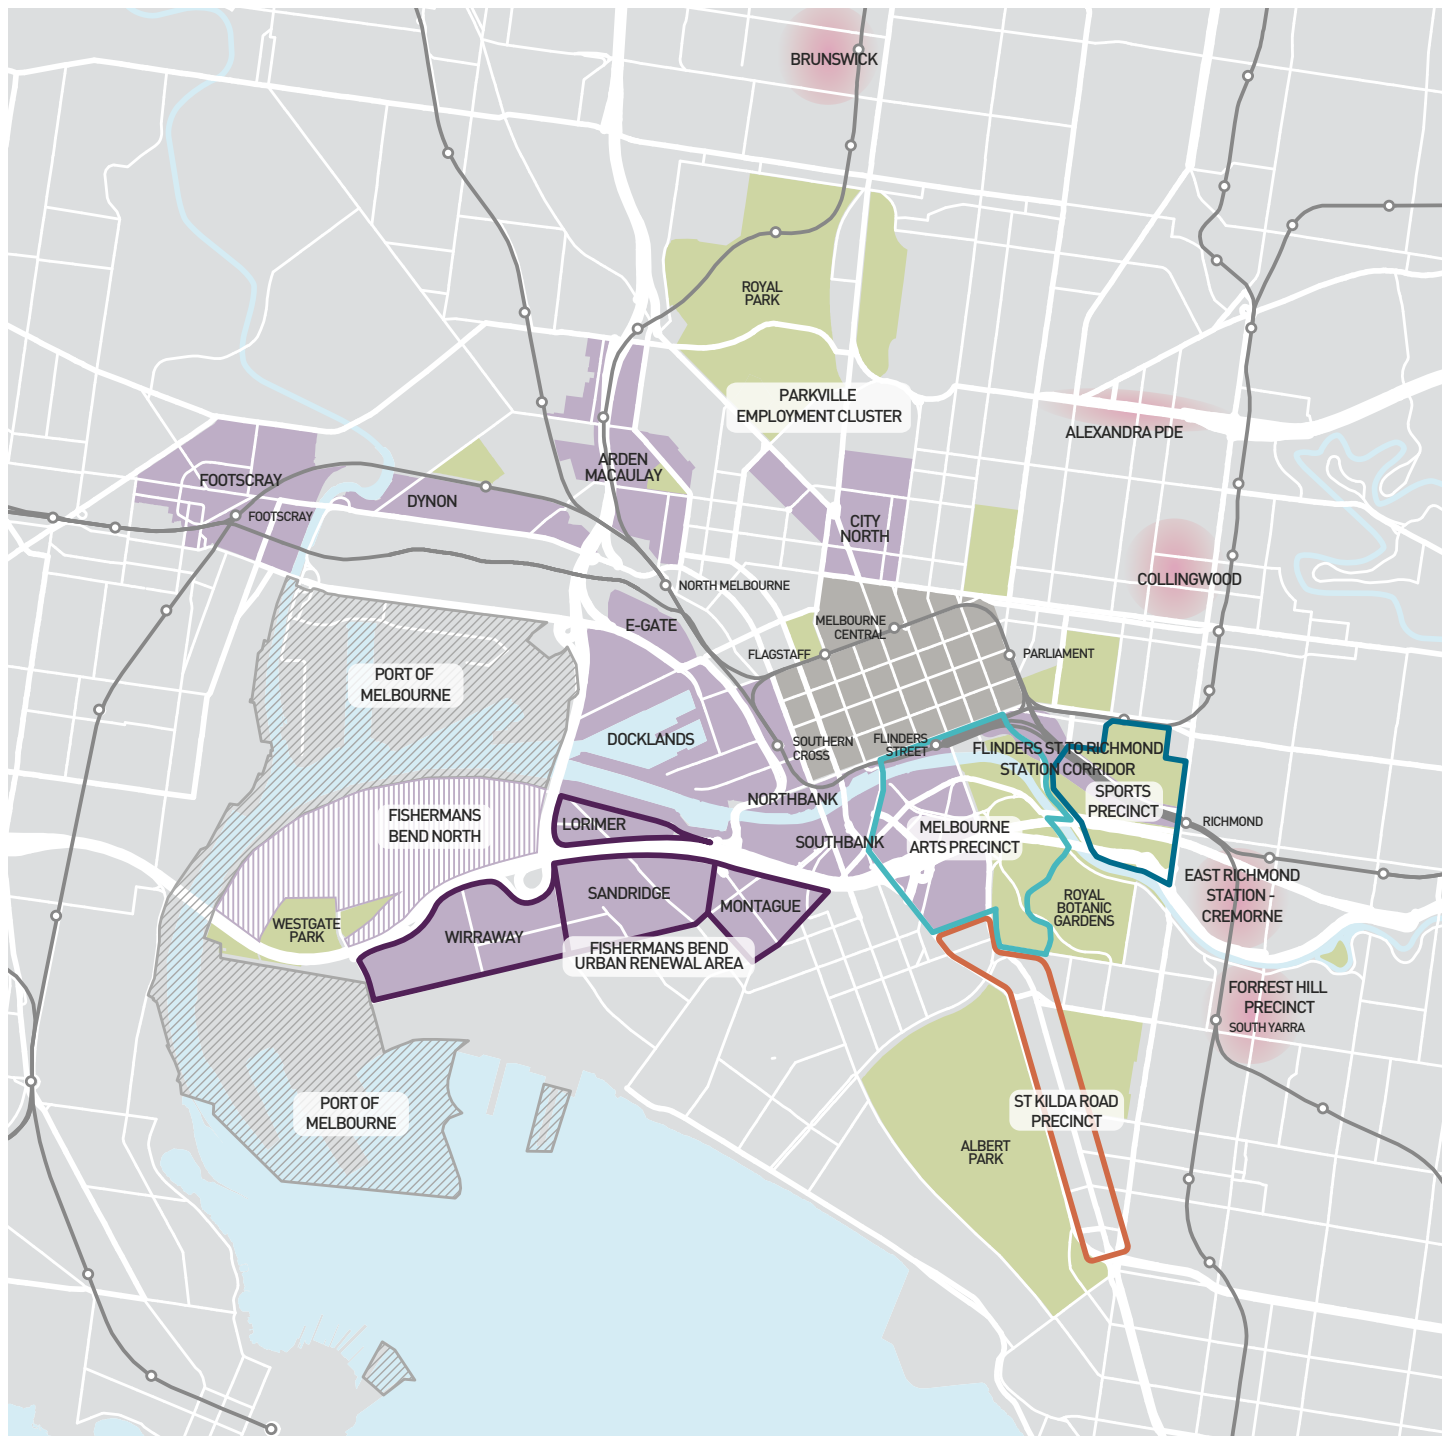 BRUNSWICK
ROYAL
PARK
PARKVILLE
EMPLOYMENT CLUSTER
ALEXANDRA PDE
FOOTSCRAY
DYNON
ARDEN
MACAULAY
FOOTSCRAY
CITY
NORTH
COLLINGWOOD
NORTH MELBOURNE
E-GATE
MELBOURNE
CENTRAL
FLAGSTAFF
PARLIAMENT
PORT OF
MELBOURNE
DOCKLANDS
SOUTHERN
CROSS
FLINDERS
STREET
FLINDERS ST TO RICHMOND
STATION CORRIDOR
NORTHBANK
SPORTS
PRECINCT
FISHERMANS
BEND NORTH
LORIMER
SOUTHBANK
MELBOURNE
ARTS PRECINCT
RICHMOND
SANDRIDGE
MONTAGUE
ROYAL
BOTANIC
GARDENS
EAST RICHMOND
STATION -
CREMORNE
WESTGATE
PARK
WIRRAWAY
FISHERMANS BEND
URBAN RENEWAL AREA
FORREST HILL
PRECINCT
SOUTH YARRA
PORT OF
MELBOURNE
ST KILDA ROAD
PRECINCT
ALBERT
PARK